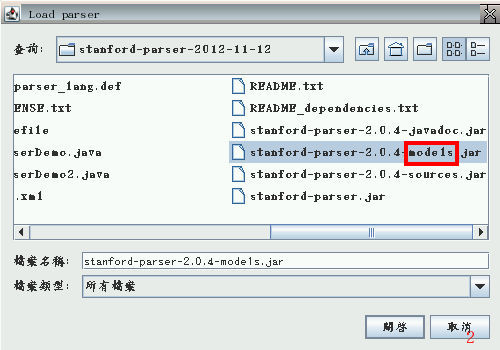 Load parser
查詢: stanford-parser-2012-11-12
parser_lang.def README.txt
ENSE.txt README_dependencies.txt
efile stanford-parser-2.0.4-javadoc.jar
serDemo.java stanford-parser-2.0.4-models.jar
serDemo2.java stanford-parser-2.0.4-sources.jar
.xml stanford-parser.jar
檔案名稱: stanford-parser-2.0.4-models.jar
檔案類型: 所有檔案
開啓 取消
2